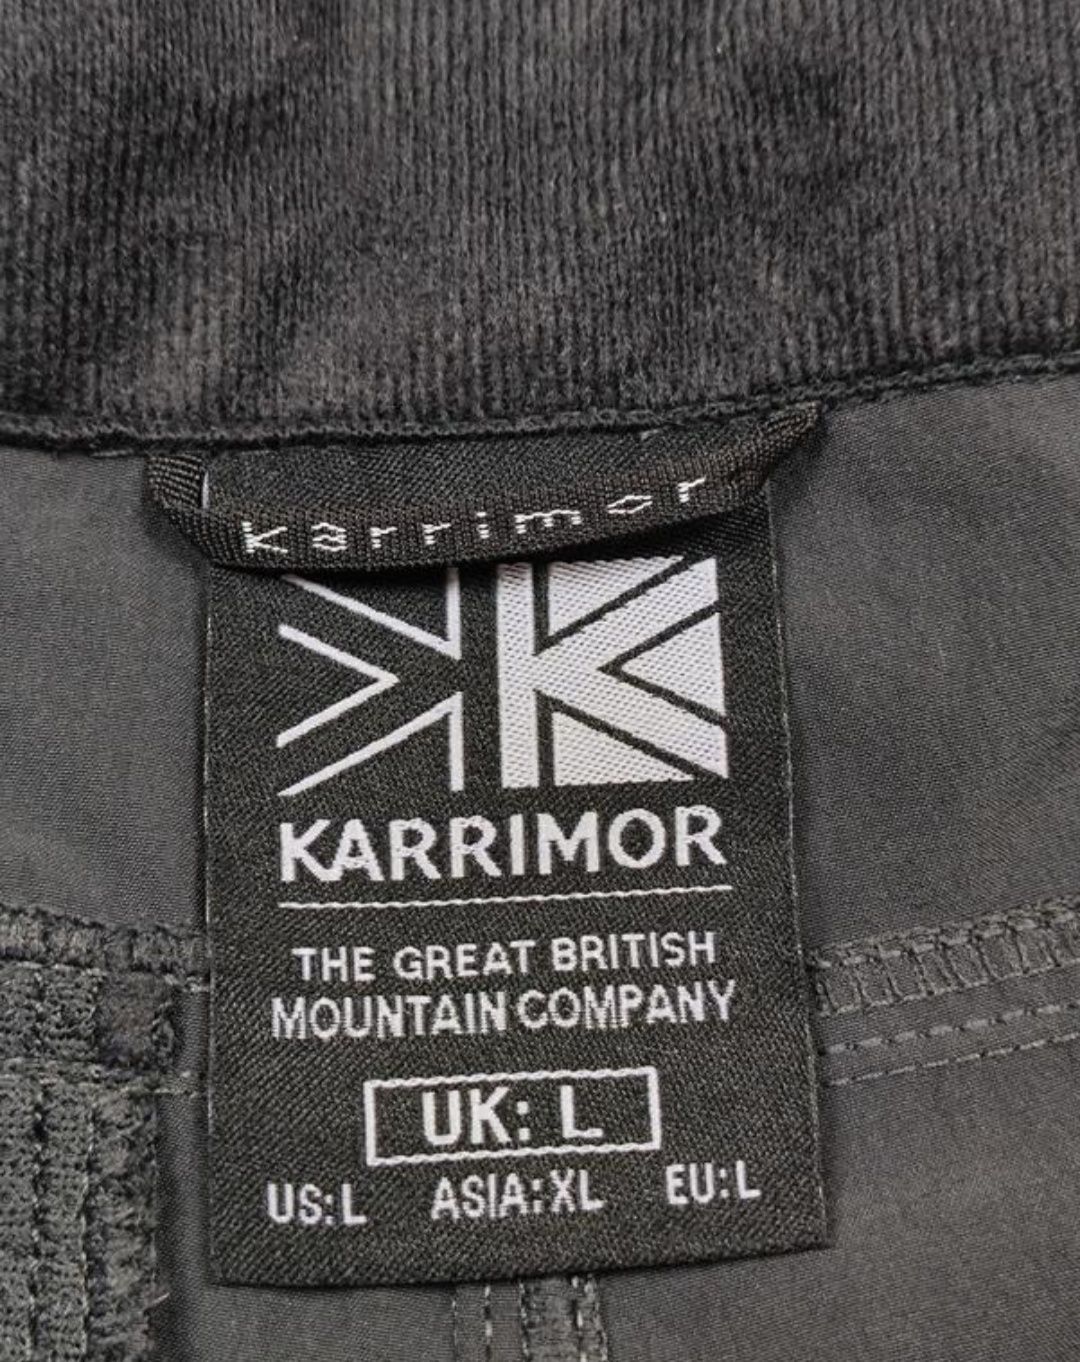 karrimor
KARRIMOR
THE GREAT BRITISH
MOUNTAIN COMPANY
UK: L
US:L ASIA:XL EU:L